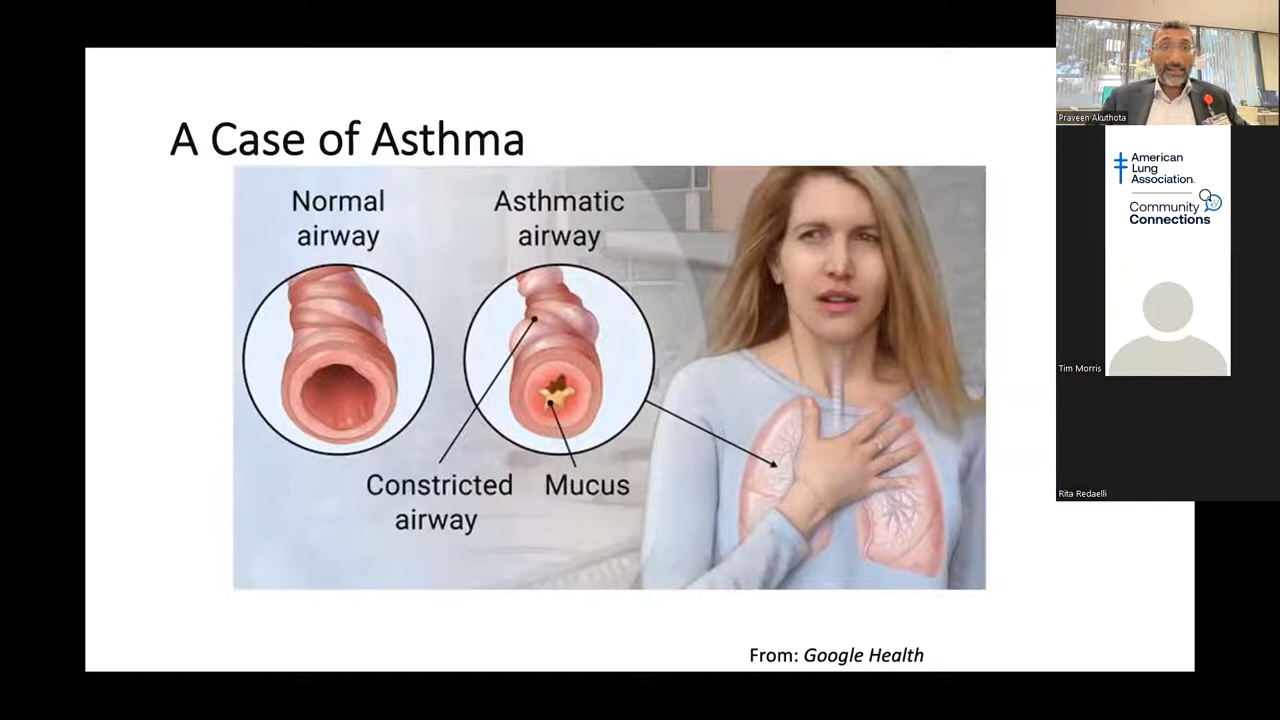 A Case of Asthma
Normal
airway
Asthmatic
airway
Constricted
airway
Mucus
From: Google Health
Praveen Akuthota
American
Lung
Association.
Community
Connections
Tim Morris
Rita Redaelli